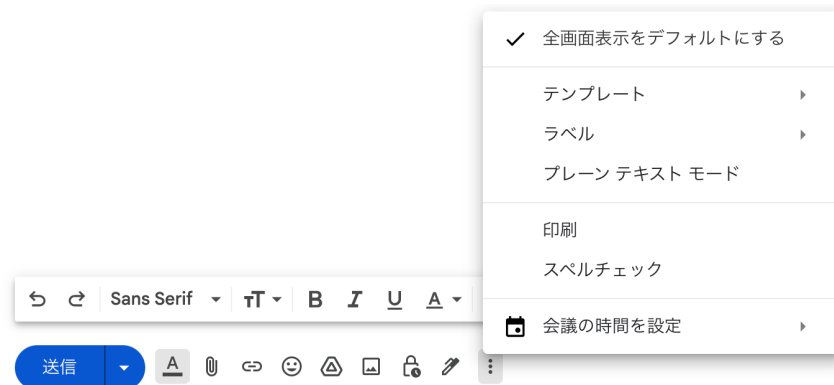 全画面表示をデフォルトにする
テンプレート
ラベル
プレーン テキスト モード
印刷
スペルチェック
会議の時間を設定
Sans Serif
送信